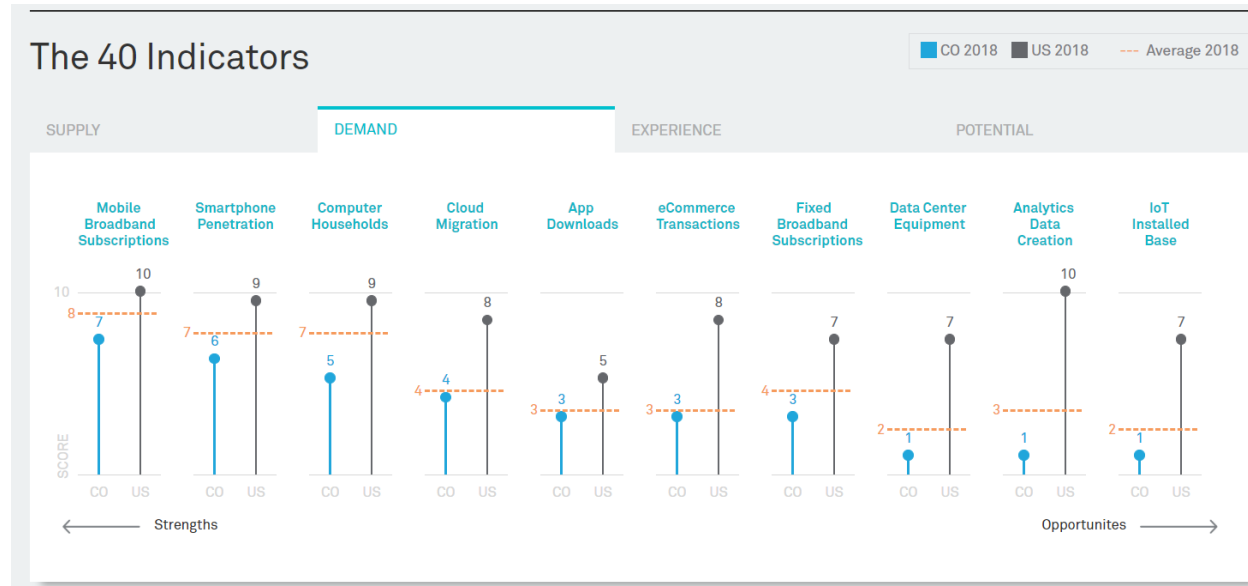 The 40 Indicators
CO 2018 US 2018 Average 2018
SUPPLY
DEMAND
EXPERIENCE
POTENTIAL
Mobile
Broadband
Subscriptions
Smartphone
Penetration
Computer
Households
Cloud
Migration
App
Downloads
eCommerce
Transactions
Fixed
Broadband
Subscriptions
Data Center
Equipment
Analytics
Data
Creation
IoT
Installed
Base
SCORE
10
8
7
10
7
6
9
7
5
9
4
4
8
3
3
5
3
3
8
4
3
7
2
1
7
3
1
10
2
1
7
CO US
CO US
CO US
CO US
CO US
CO US
CO US
CO US
CO US
CO US
Strengths
Opportunites